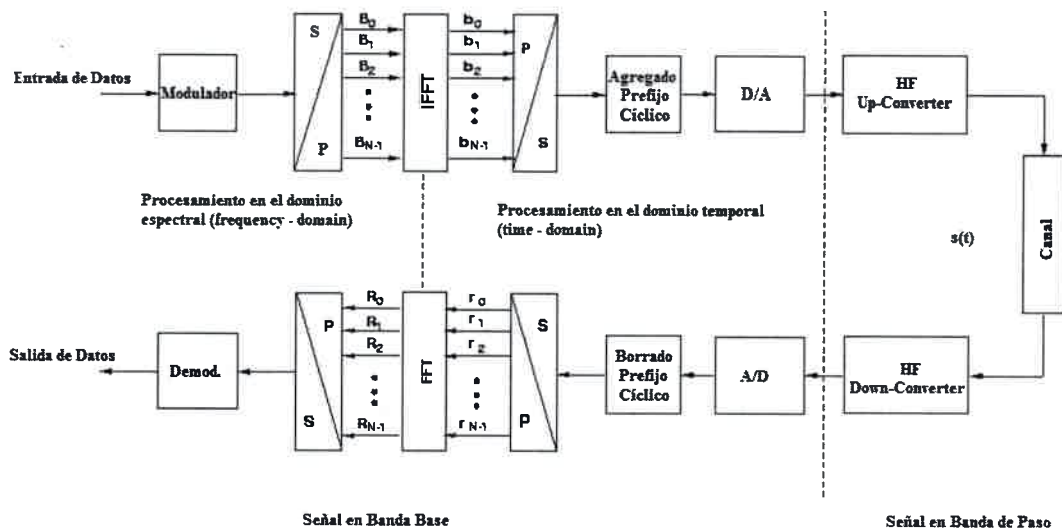 Entrada de Datos
Modulador
S
P
B0
B1
B2
BN-1
IFFT
b0
b1
b2
bN-1
P
S
Agregado
Prefijo
Cíclico
D/A
HF
Up-Converter
Procesamiento en el dominio
espectral (frequency - domain)
Procesamiento en el dominio temporal
(time - domain)
s(t)
Canal
Salida de Datos
Demod.
P
S
R0
R1
R2
RN-1
FFT
r0
r1
r2
rN-1
S
P
Borrado
Prefijo
Cíclico
A/D
HF
Down-Converter
Señal en Banda Base
Señal en Banda de Paso